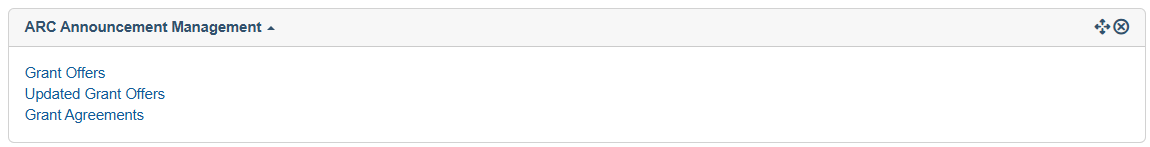 ARC Announcement Management
Grant Offers
Updated Grant Offers
Grant Agreements